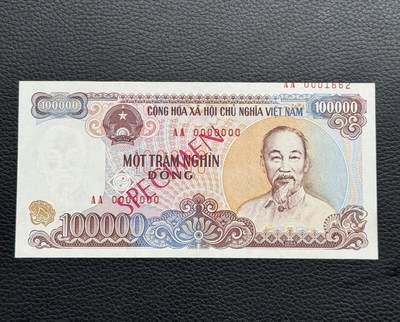 AA 0001662
CỘNG HÒA XÃ HỘI CHỦ NGHĨA VIỆT NAM
100000
100000
AA 0000000
MỘT TRĂM NGHÌN
ĐỒNG
SPECIMEN
AA 0000000
100000